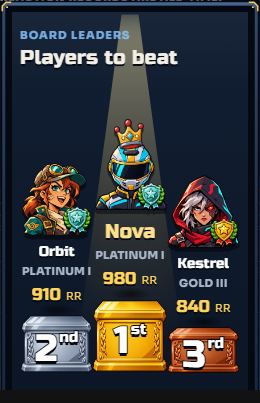 BOARD LEADERS
Players to beat
Nova
PLATINUM I
980 RR
1st
Orbit
PLATINUM I
910 RR
2nd
Kestrel
GOLD III
840 RR
3rd